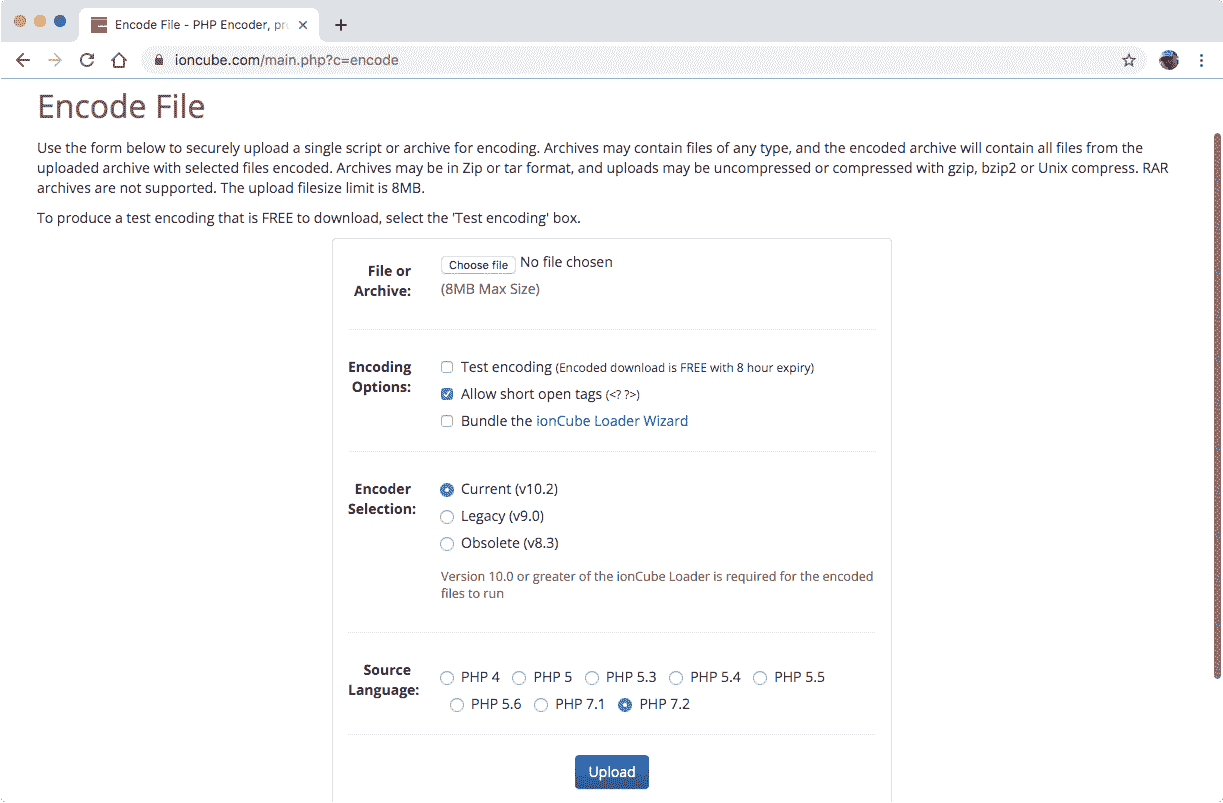 Encode File - PHP Encoder, pr
ioncube.com/main.php?c=encode
Encode File
Use the form below to securely upload a single script or archive for encoding. Archives may contain files of any type, and the encoded archive will contain all files from the
uploaded archive with selected files encoded. Archives may be in Zip or tar format, and uploads may be uncompressed or compressed with gzip, bzip2 or Unix compress. RAR
archives are not supported. The upload filesize limit is 8MB.
To produce a test encoding that is FREE to download, select the 'Test encoding' box.
File or
Archive:
Choose file No file chosen
(8MB Max Size)
Encoding
Options:
Test encoding (Encoded download is FREE with 8 hour expiry)
Allow short open tags (<? ?>)
Bundle the ionCube Loader Wizard
Encoder
Selection:
Current (v10.2)
Legacy (v9.0)
Obsolete (v8.3)
Version 10.0 or greater of the ionCube Loader is required for the encoded
files to run
Source
Language:
PHP 4 PHP 5 PHP 5.3 PHP 5.4 PHP 5.5
PHP 5.6 PHP 7.1 PHP 7.2
Upload